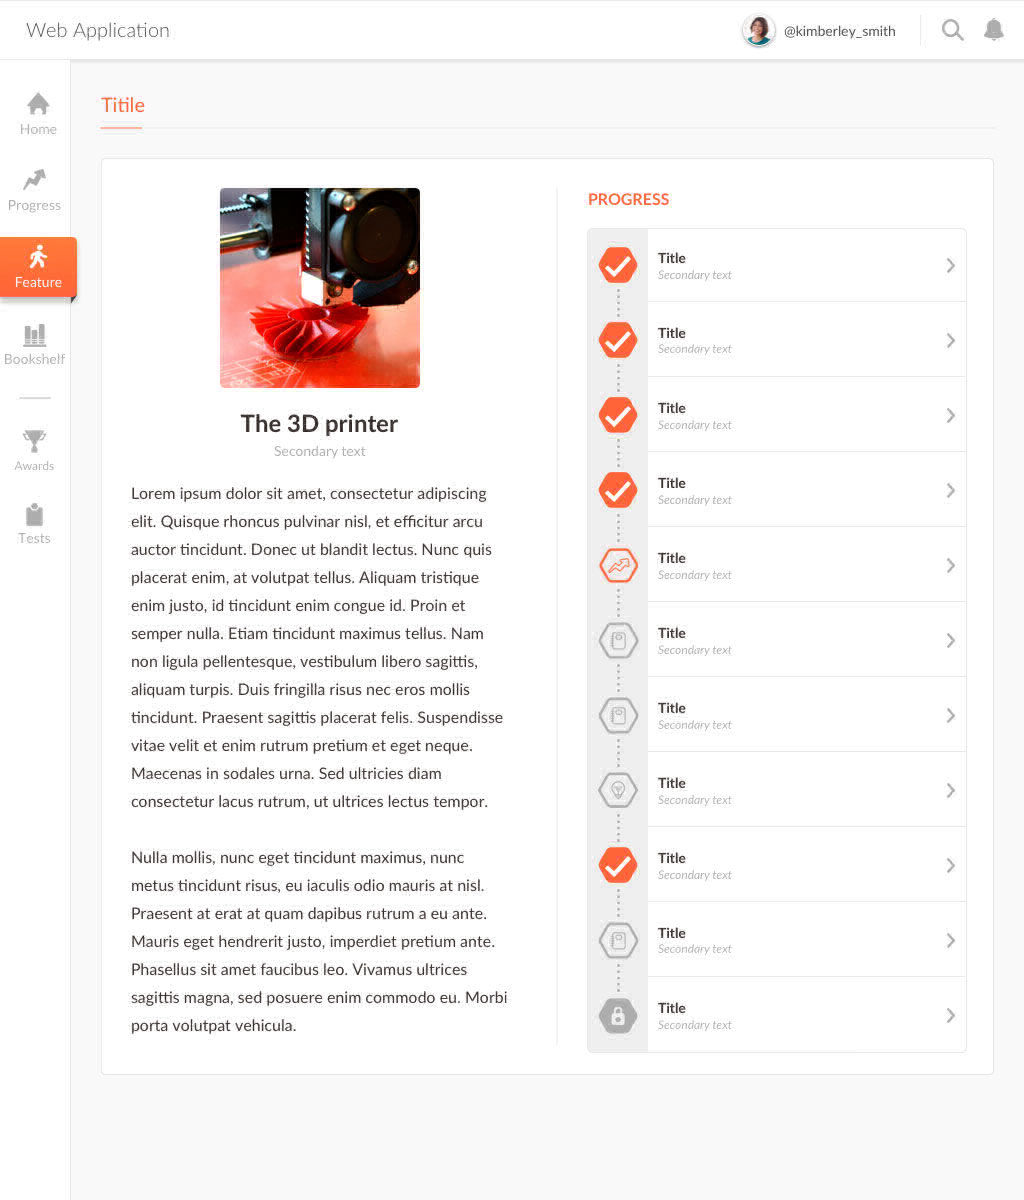 Web Application
@kimberley_smith
Home
Progress
Feature
Bookshelf
Awards
Tests
Titile
The 3D printer
Secondary text
Lorem ipsum dolor sit amet, consectetur adipiscing
elit. Quisque rhoncus pulvinar nisl, et efficitur arcu
auctor tincidunt. Donec ut blandit lectus. Nunc quis
placerat enim, at volutpat tellus. Aliquam tristique
enim justo, id tincidunt enim congue id. Proin et
semper nulla. Etiam tincidunt maximus tellus. Nam
non ligula pellentesque, vestibulum libero sagittis,
aliquam turpis. Duis fringilla risus nec eros mollis
tincidunt. Praesent sagittis placerat felis. Suspendisse
vitae velit et enim rutrum pretium et eget neque.
Maecenas in sodales urna. Sed ultricies diam
consectetur lacus rutrum, ut ultrices lectus tempor.
Nulla mollis, nunc eget tincidunt maximus, nunc
metus tincidunt risus, eu iaculis odio mauris at nisl.
Praesent at erat at quam dapibus rutrum a eu ante.
Mauris eget hendrerit justo, imperdiet pretium ante.
Phasellus sit amet faucibus leo. Vivamus ultrices
sagittis magna, sed posuere enim commodo eu. Morbi
porta volutpat vehicula.
PROGRESS
Title
Secondary text
Title
Secondary text
Title
Secondary text
Title
Secondary text
Title
Secondary text
Title
Secondary text
Title
Secondary text
Title
Secondary text
Title
Secondary text
Title
Secondary text
Title
Secondary text